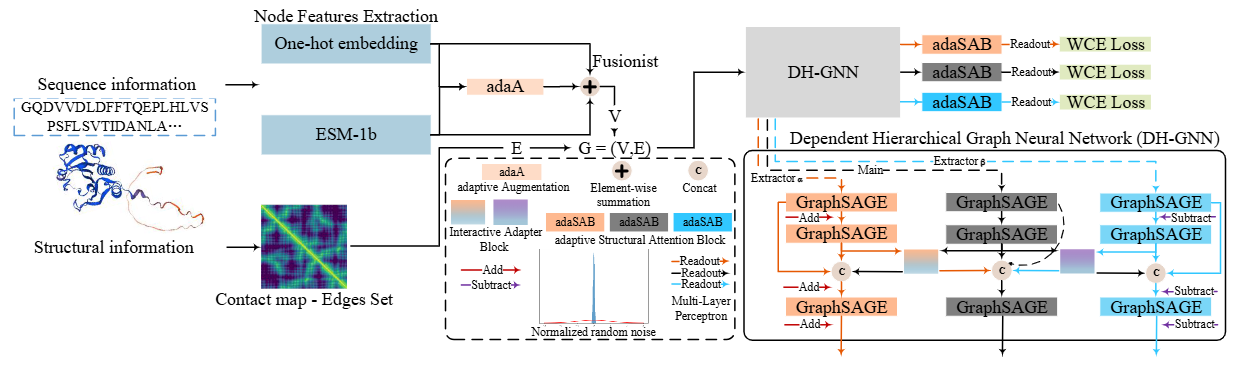 Node Features Extraction
One-hot embedding
Sequence information
GQDVVDLDFFTQEPLHLVS
PSFLSVTIDANLA···
ESM-1b
adaA
Fusionist
V
E
G = (V,E)
Structural information
Contact map - Edges Set
adaA
adaptive Augmentation
Element-wise
summation
C
Concat
Interactive Adapter
Block
adaSAB
adaSAB
adaSAB
adaptive Structural Attention Block
Add
Subtract
Normalized random noise
Readout
Readout
Readout
Multi-Layer
Perceptron
DH-GNN
adaSAB
Readout
WCE Loss
adaSAB
Readout
WCE Loss
adaSAB
Readout
WCE Loss
Dependent Hierarchical Graph Neural Network (DH-GNN)
Extractor α
Main
Extractor β
GraphSAGE
GraphSAGE
GraphSAGE
Add
Subtract
GraphSAGE
GraphSAGE
GraphSAGE
C
C
C
Add
Subtract
GraphSAGE
GraphSAGE
GraphSAGE
Add
Subtract